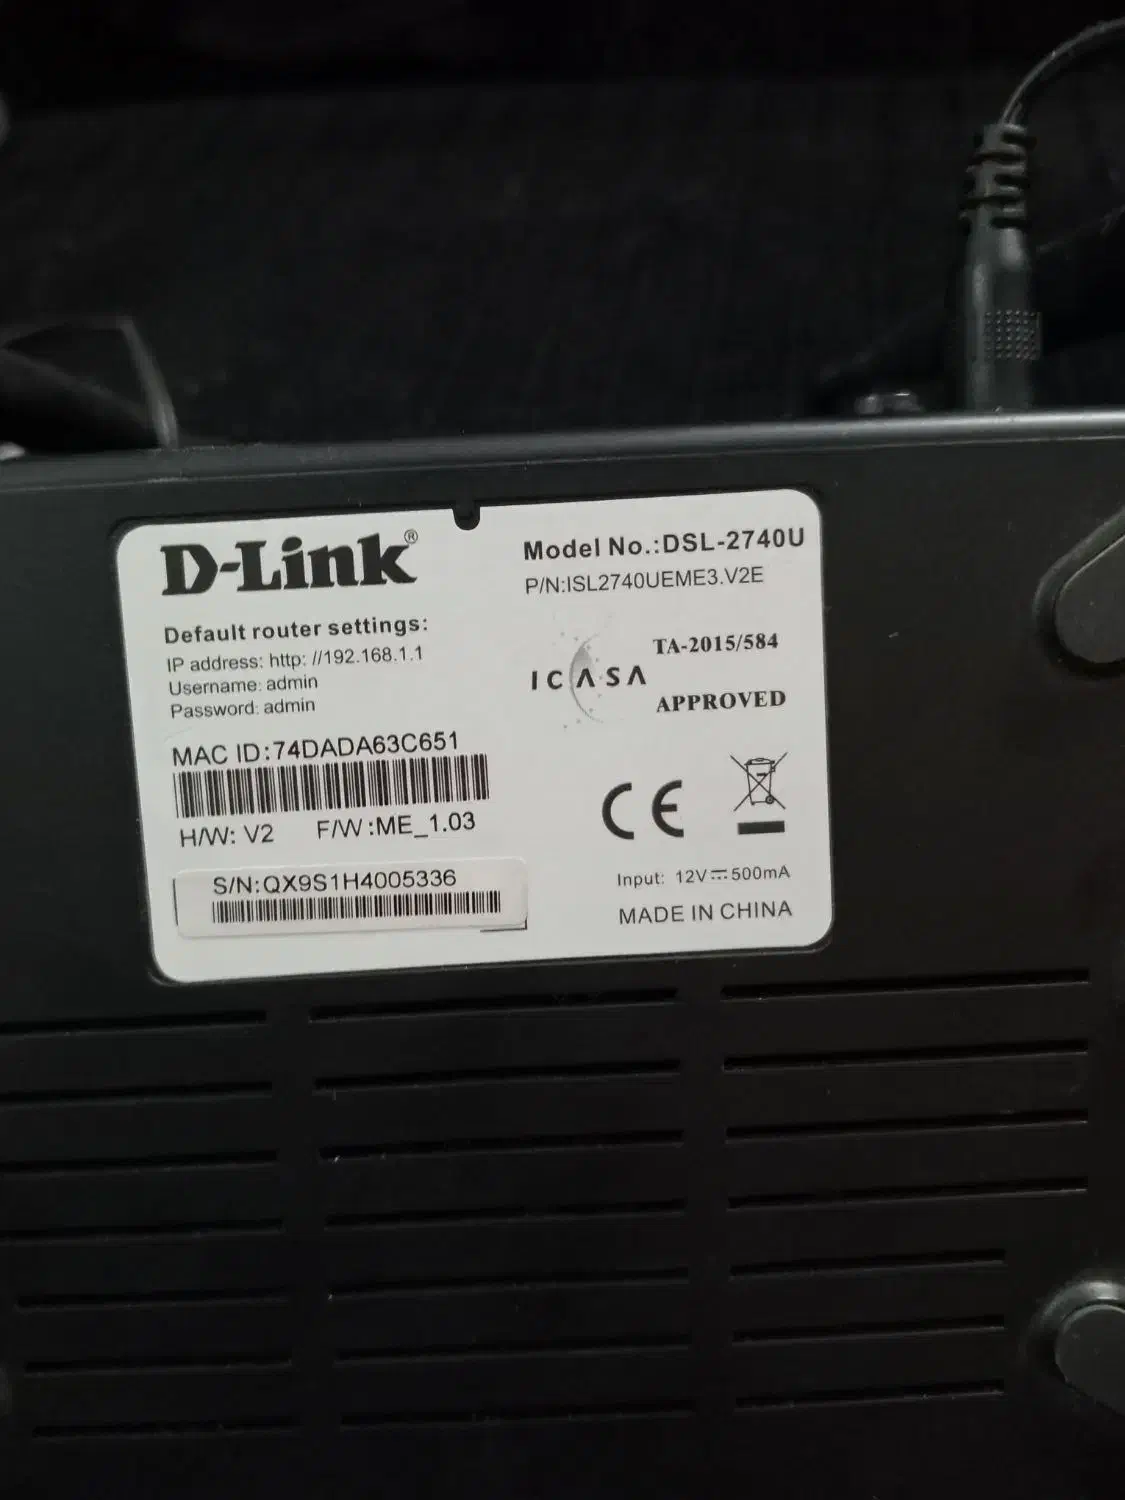 D-Link®
Default router settings:
IP address: http: //192.168.1.1
Username: admin
Password: admin
MAC ID:74DADA63C651
H/W: V2 F/W:ME_1.03
S/N:QX9S1H4005336
Model No.:DSL-2740U
P/N:ISL2740UEME3.V2E
ICASA
TA-2015/584
APPROVED
CE
Input: 12V⎓500mA
MADE IN CHINA